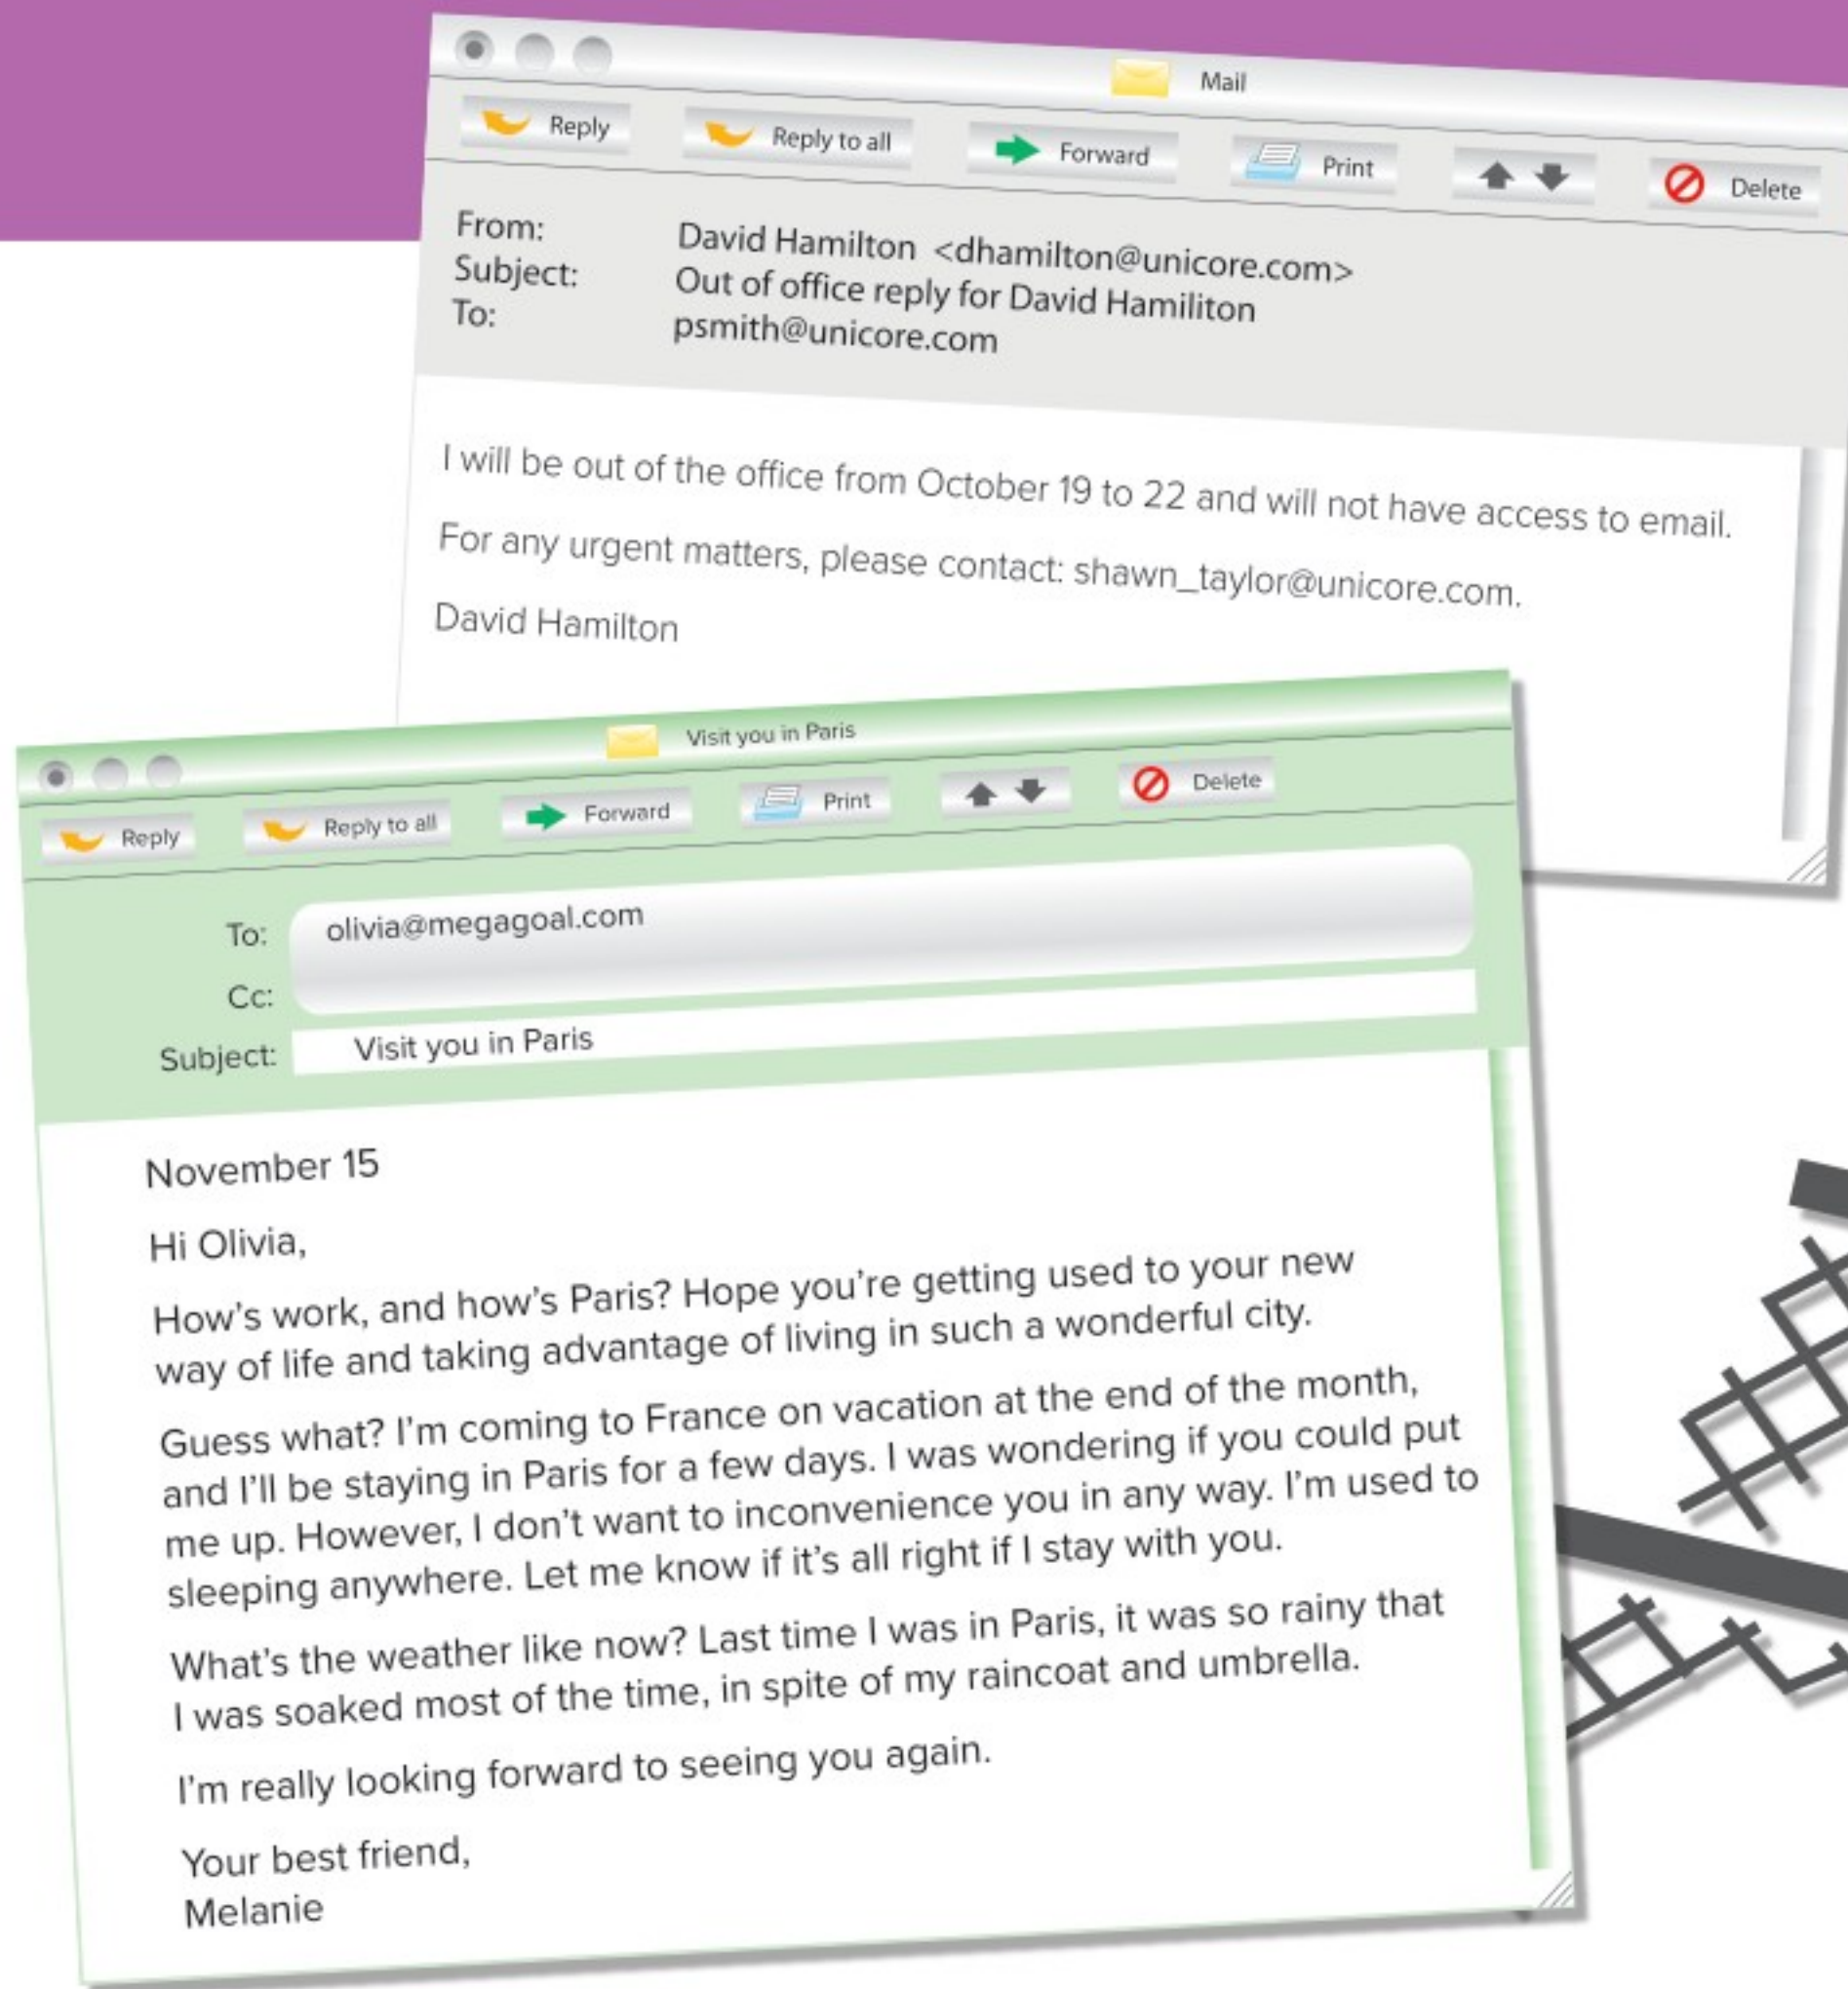 Mail
Reply Reply to all Forward Print Delete
From: David Hamilton <dhamilton@unicore.com>
Subject: Out of office reply for David Hamiliton
To: psmith@unicore.com
I will be out of the office from October 19 to 22 and will not have access to email.
For any urgent matters, please contact: shawn_taylor@unicore.com.
David Hamilton
Visit you in Paris
Reply Reply to all Forward Print Delete
To: olivia@megagoal.com
Cc:
Subject: Visit you in Paris
November 15
Hi Olivia,
How's work, and how's Paris? Hope you're getting used to your new
way of life and taking advantage of living in such a wonderful city.
Guess what? I'm coming to France on vacation at the end of the month,
and I'll be staying in Paris for a few days. I was wondering if you could put
me up. However, I don't want to inconvenience you in any way. I'm used to
sleeping anywhere. Let me know if it's all right if I stay with you.
What's the weather like now? Last time I was in Paris, it was so rainy that
I was soaked most of the time, in spite of my raincoat and umbrella.
I'm really looking forward to seeing you again.
Your best friend,
Melanie